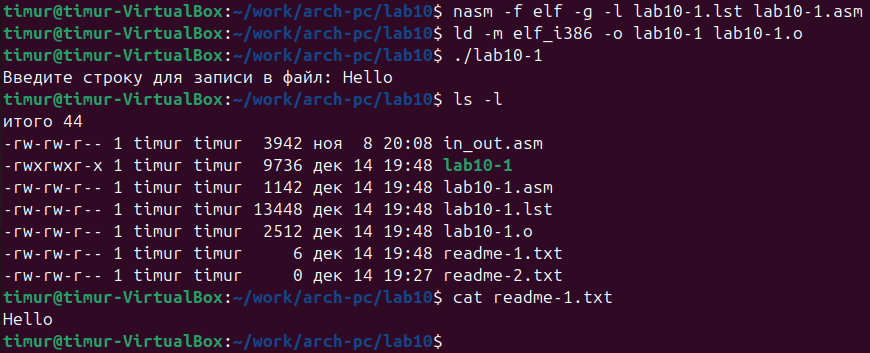 timur@timur-VirtualBox:~/work/arch-pc/lab10$ nasm -f elf -g -l lab10-1.lst lab10-1.asm
timur@timur-VirtualBox:~/work/arch-pc/lab10$ ld -m elf_i386 -o lab10-1 lab10-1.o
timur@timur-VirtualBox:~/work/arch-pc/lab10$ ./lab10-1
Введите строку для записи в файл: Hello
timur@timur-VirtualBox:~/work/arch-pc/lab10$ ls -l
итого 44
-rw-rw-r-- 1 timur timur  3942 ноя  8 20:08 in_out.asm
-rwxrwxr-x 1 timur timur  9736 дек 14 19:48 lab10-1
-rw-rw-r-- 1 timur timur  1142 дек 14 19:48 lab10-1.asm
-rw-rw-r-- 1 timur timur 13448 дек 14 19:48 lab10-1.lst
-rw-rw-r-- 1 timur timur  2512 дек 14 19:48 lab10-1.o
-rw-rw-r-- 1 timur timur     6 дек 14 19:48 readme-1.txt
-rw-rw-r-- 1 timur timur     0 дек 14 19:27 readme-2.txt
timur@timur-VirtualBox:~/work/arch-pc/lab10$ cat readme-1.txt
Hello
timur@timur-VirtualBox:~/work/arch-pc/lab10$